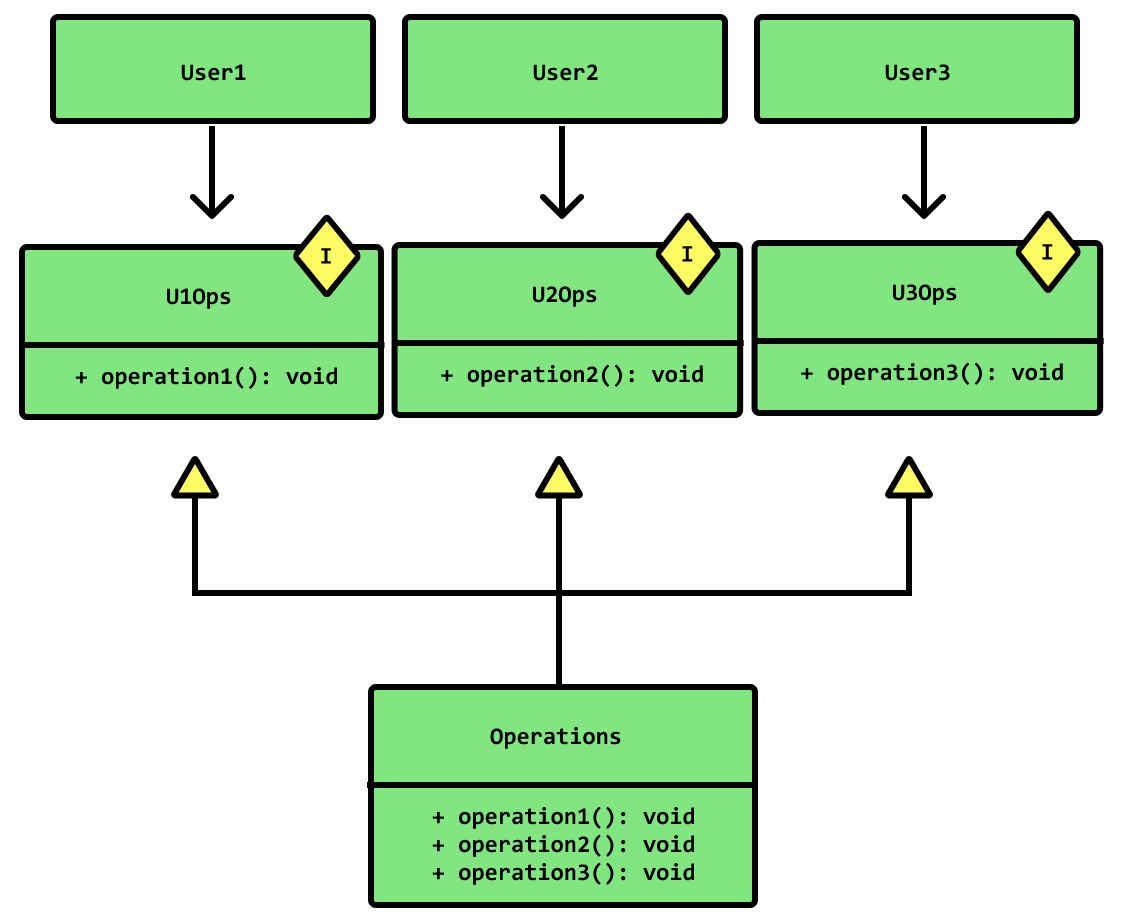 User1
User2
User3
I
I
I
U1Ops
U2Ops
U3Ops
+ operation1(): void
+ operation2(): void
+ operation3(): void
Operations
+ operation1(): void
+ operation2(): void
+ operation3(): void